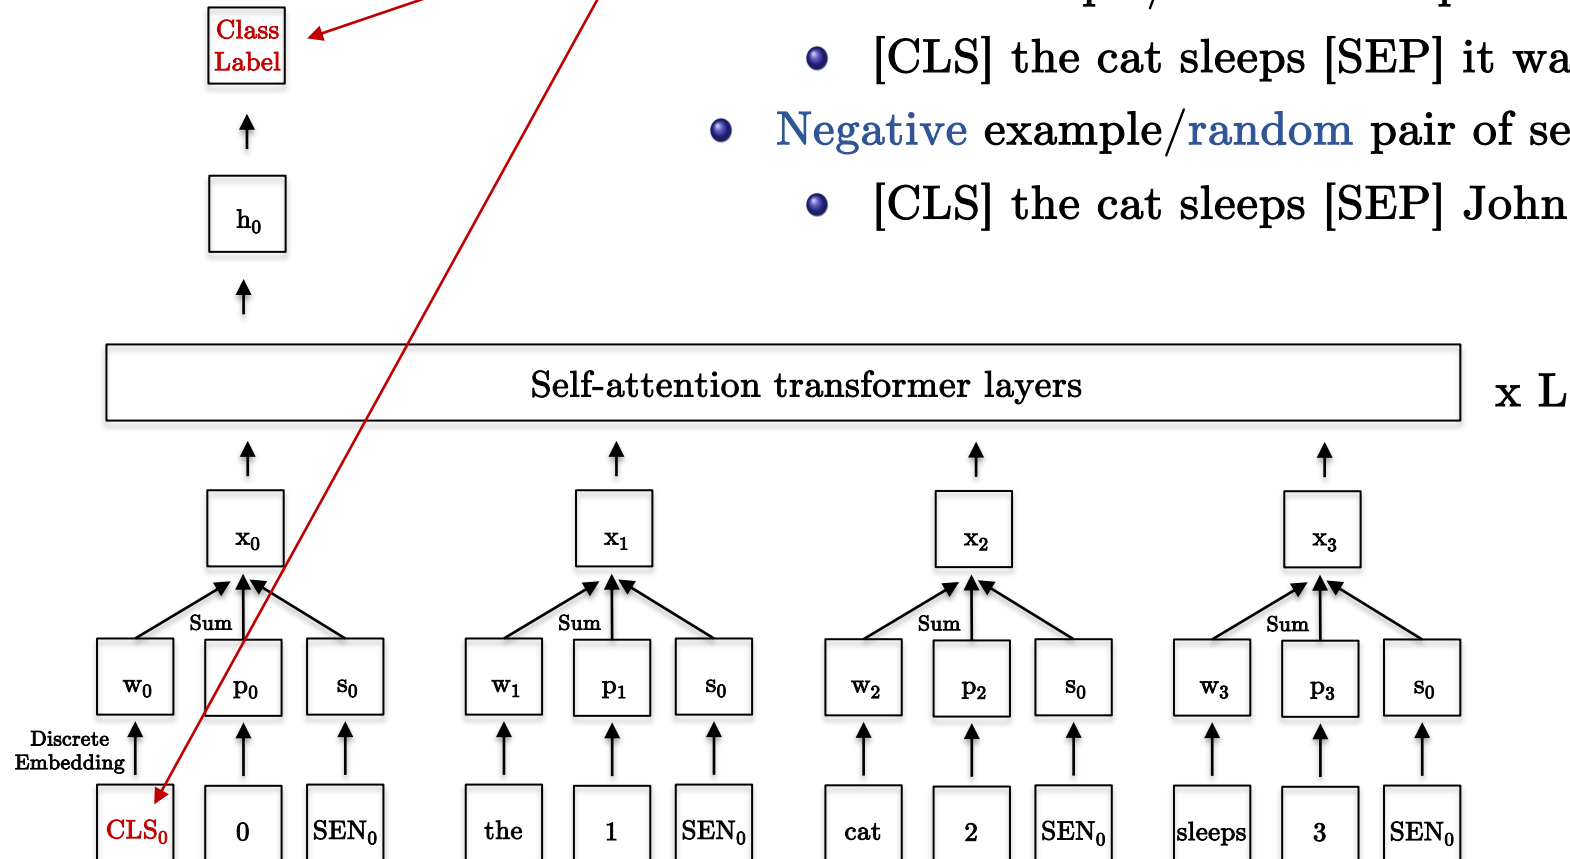 Class
Label
[CLS] the cat sleeps [SEP] it wa
Negative example/random pair of se
[CLS] the cat sleeps [SEP] John
h₀
Self-attention transformer layers
x L
x₀ x₁ x₂ x₃
Sum Sum Sum Sum
w₀ p₀ s₀ w₁ p₁ s₀ w₂ p₂ s₀ w₃ p₃ s₀
Discrete
Embedding
CLS₀ 0 SEN₀ the 1 SEN₀ cat 2 SEN₀ sleeps 3 SEN₀